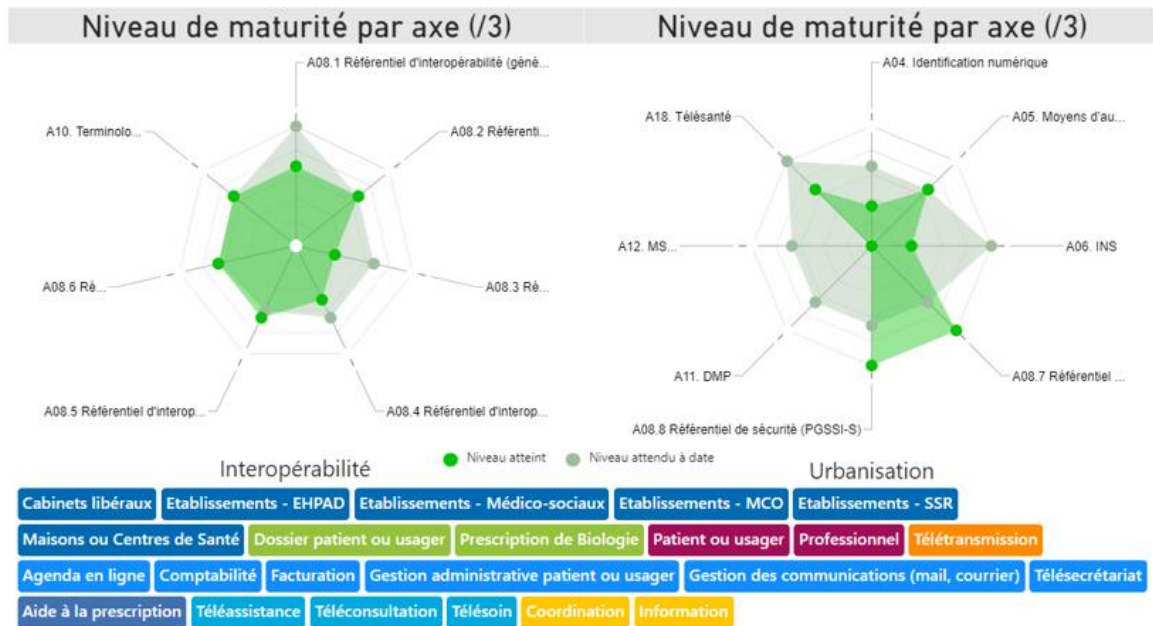 Niveau de maturité par axe (/3)
Niveau de maturité par axe (/3)
A08.1 Référentiel d'interopérabilité (géné...
A10. Terminolo...
A08.2 Référenti...
A08.6 Ré...
A08.3 Ré...
A08.5 Référentiel d'interop...
A08.4 Référentiel d'interop...
A04. Identification numérique
A18. Télésanté
A05. Moyens d'au...
A12. MS...
A06. INS
A11. DMP
A08.7 Référentiel ...
A08.8 Référentiel de sécurité (PGSSI-S)
Interopérabilité
Niveau atteint
Niveau attendu à date
Urbanisation
Cabinets libéraux Etablissements - EHPAD Etablissements - Médico-sociaux Etablissements - MCO Etablissements - SSR
Maisons ou Centres de Santé Dossier patient ou usager Prescription de Biologie Patient ou usager Professionnel Télétransmission
Agenda en ligne Comptabilité Facturation Gestion administrative patient ou usager Gestion des communications (mail, courrier) Télésecrétariat
Aide à la prescription Téléassistance Téléconsultation Télésoin Coordination Information